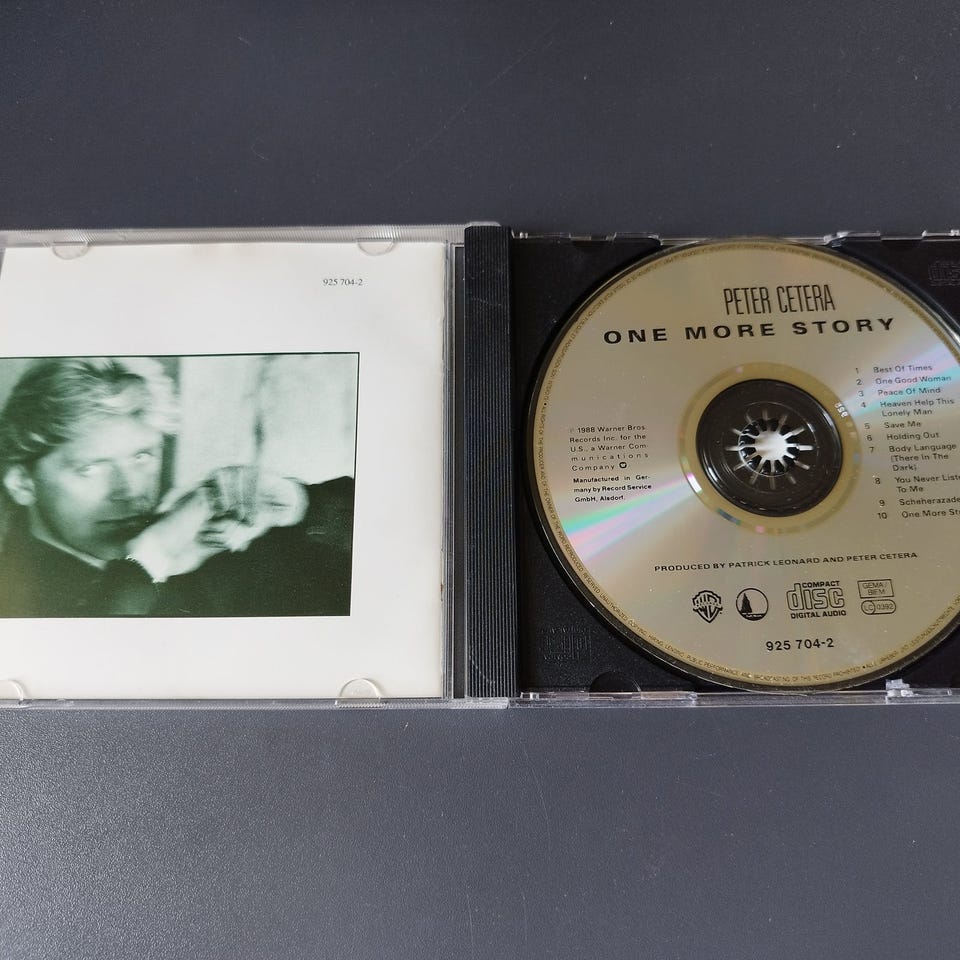 925 704-2
PETER CETERA
ONE MORE STORY
1 Best Of Times
2 One Good Woman
3 Peace Of Mind
4 Heaven Help This
Lonely Man
5 Save Me
6 Holding Out
7 Body Language
(There In The
Dark)
8 You Never Liste
To Me
9 Scheherazade
10 One More Sto
℗ 1988 Warner Bros
Records Inc. for the
U.S., a Warner Com
munications
Company
Manufactured in Ger-
many by Record Service
GmbH, Alsdorf.
PRODUCED BY PATRICK LEONARD AND PETER CETERA
COMPACT
disc
DIGITAL AUDIO
GEMA/
BIEM
LC 0392
925 704-2